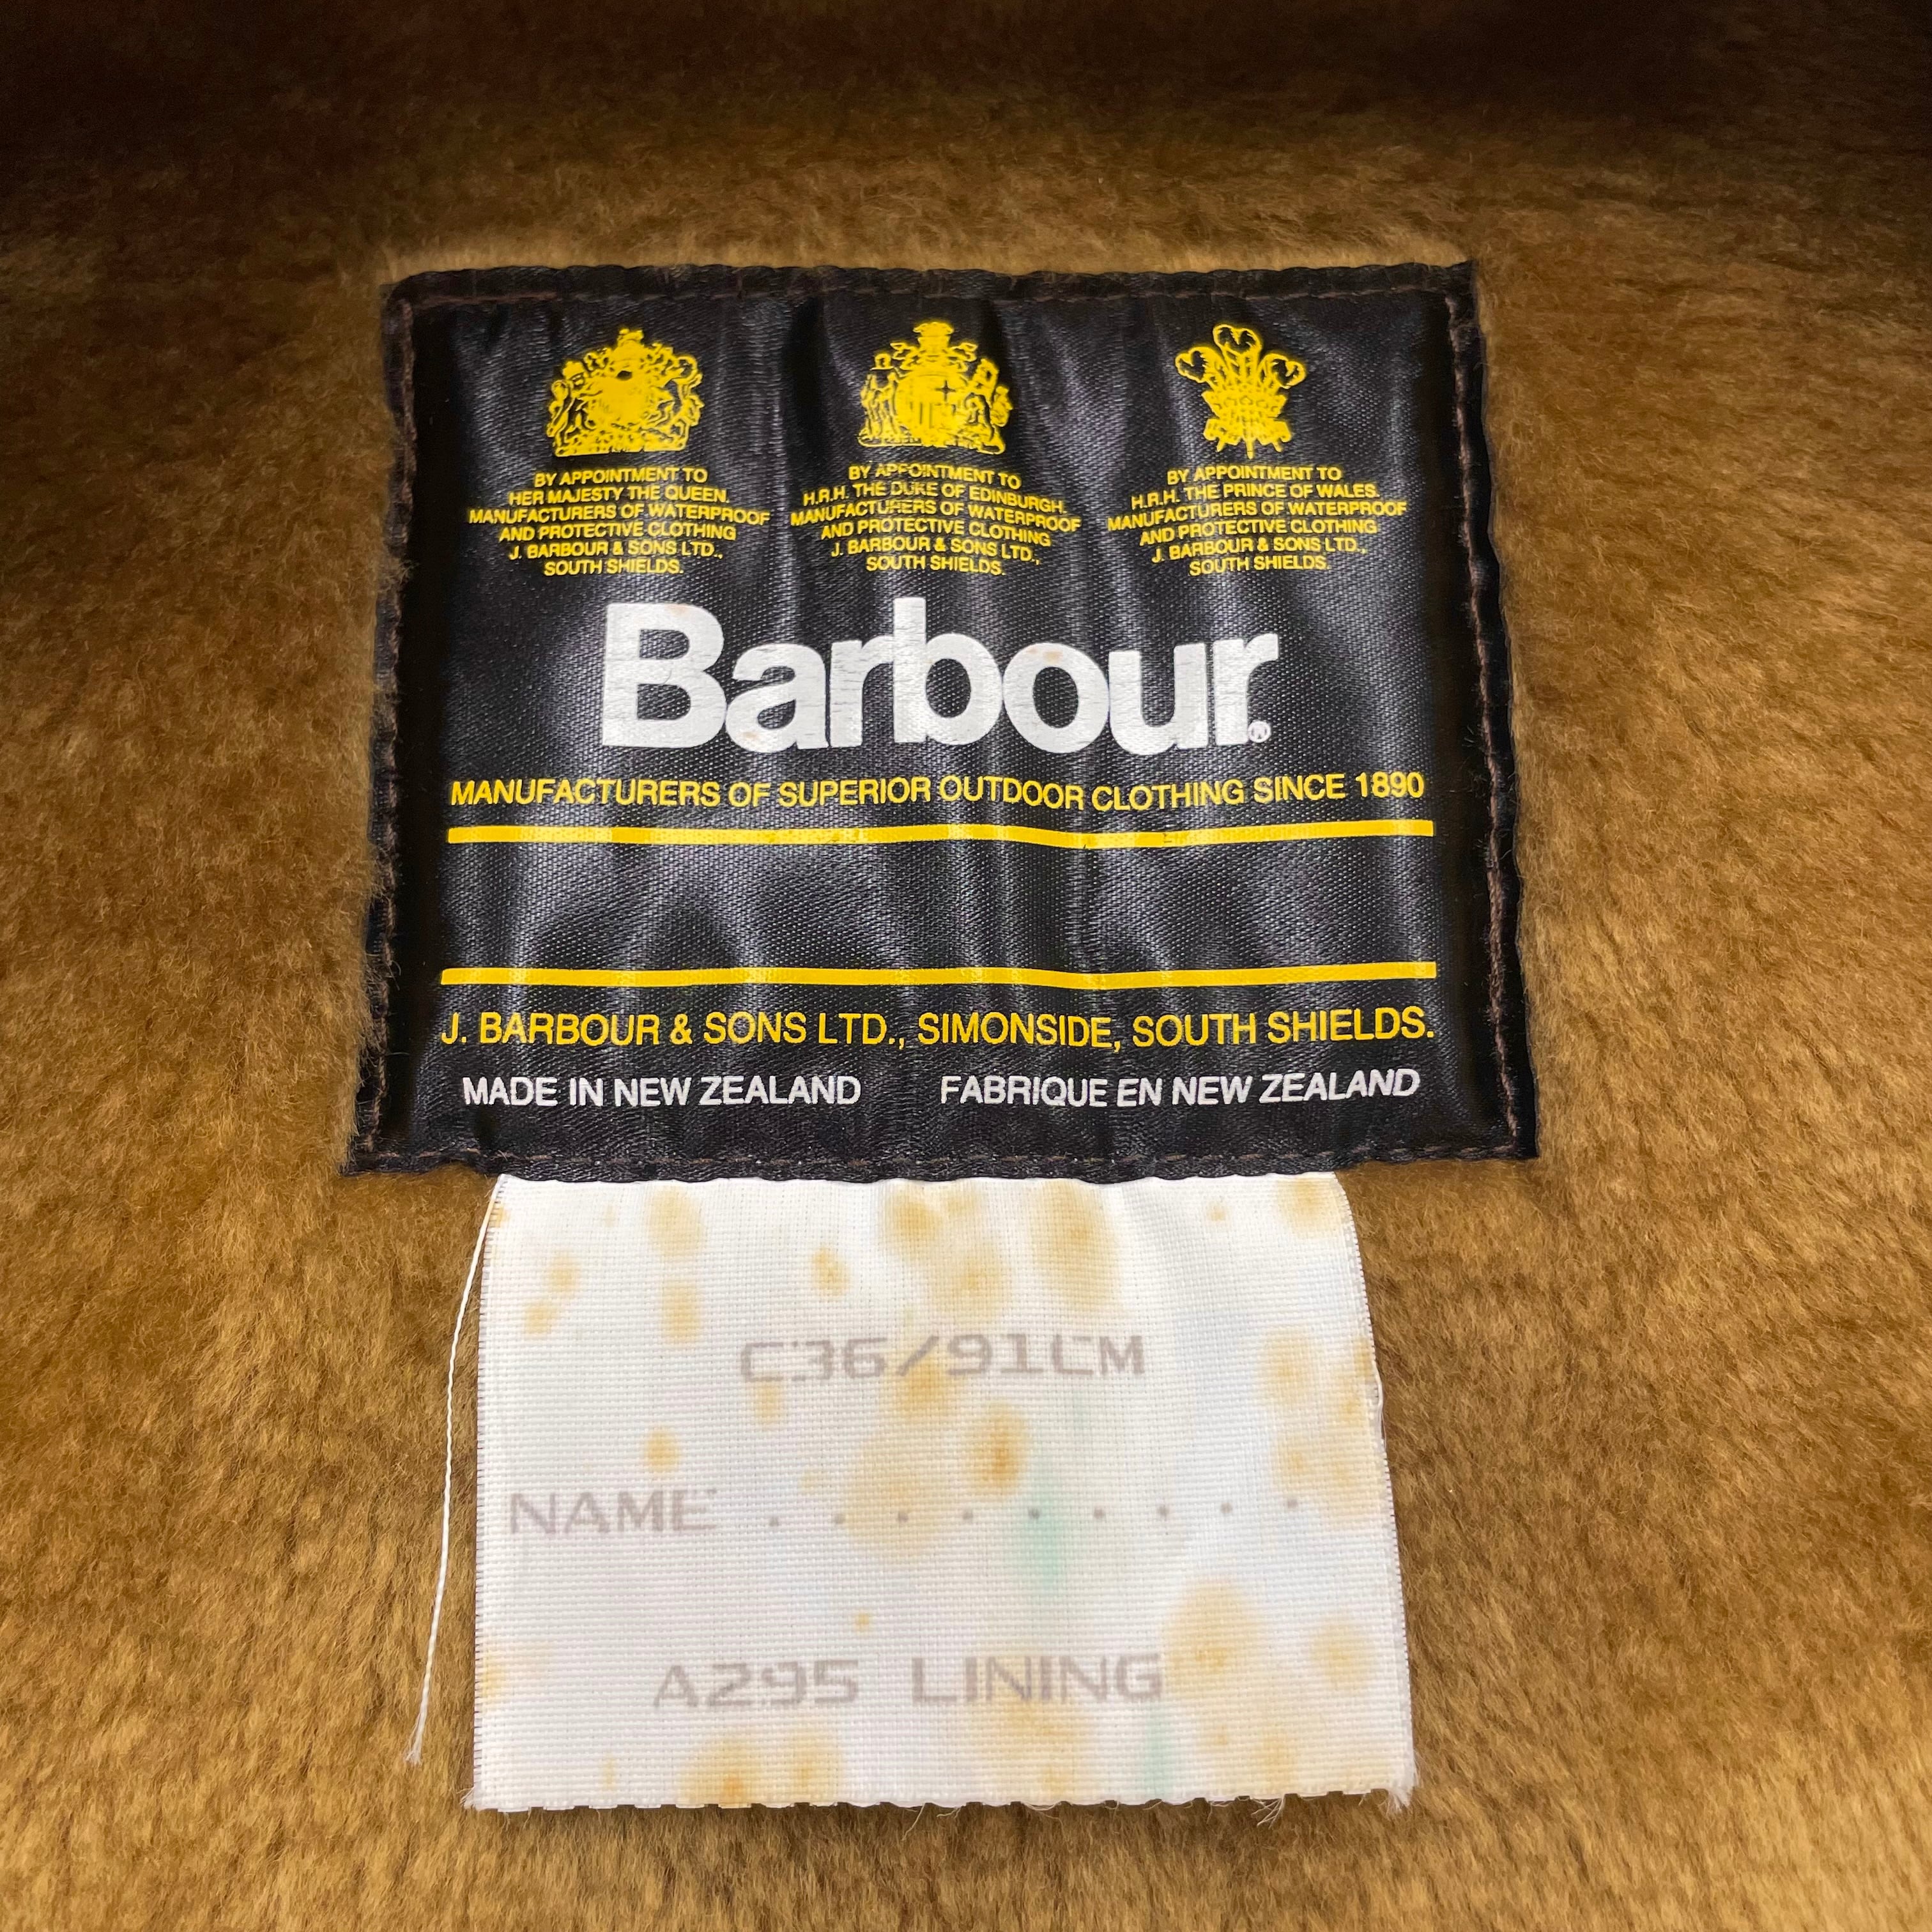 BY APPOINTMENT TO
HER MAJESTY THE QUEEN.
MANUFACTURERS OF WATERPROOF
AND PROTECTIVE CLOTHING
J. BARBOUR & SONS LTD.,
SOUTH SHIELDS.
BY APPOINTMENT TO
H.R.H. THE DUKE OF EDINBURGH.
MANUFACTURERS OF WATERPROOF
AND PROTECTIVE CLOTHING
J. BARBOUR & SONS LTD.,
SOUTH SHIELDS.
BY APPOINTMENT TO
H.R.H. THE PRINCE OF WALES.
MANUFACTURERS OF WATERPROOF
AND PROTECTIVE CLOTHING
J. BARBOUR & SONS LTD.,
SOUTH SHIELDS.
Barbour®
MANUFACTURERS OF SUPERIOR OUTDOOR CLOTHING SINCE 1890
J. BARBOUR & SONS LTD., SIMONSIDE, SOUTH SHIELDS.
MADE IN NEW ZEALAND FABRIQUE EN NEW ZEALAND
C36/91CM
NAME . . . . . . . . .
A295 LINING